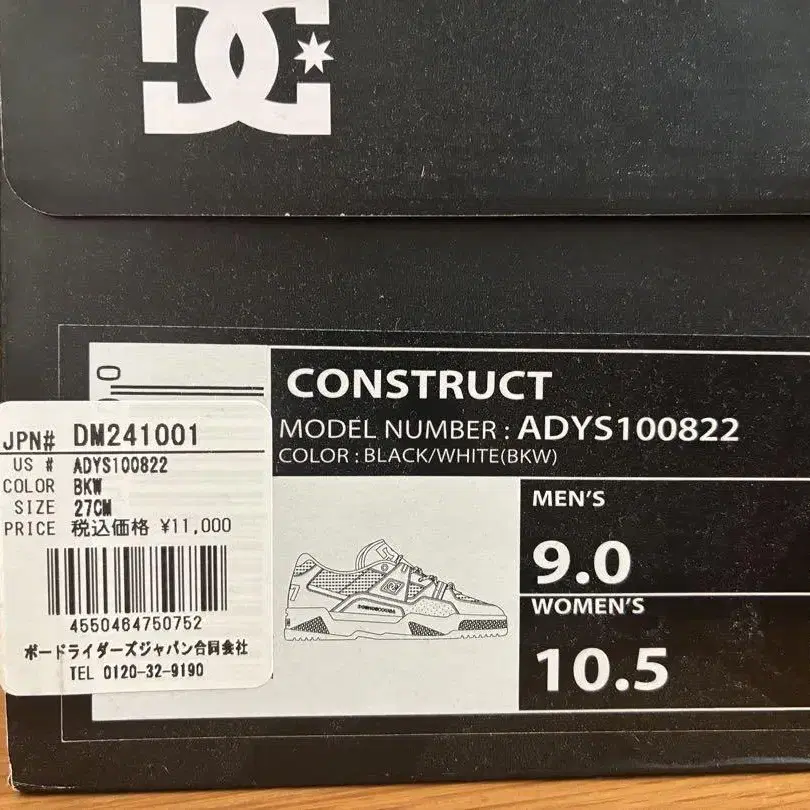 DC
CONSTRUCT
MODEL NUMBER : ADYS100822
COLOR : BLACK/WHITE(BKW)
MEN'S
9.0
WOMEN'S
10.5
JPN# DM241001
US # ADYS100822
COLOR BKW
SIZE 27CM
PRICE 税込価格 ¥11,000
4550464750752
ボードライダーズジャパン合同会社
TEL 0120-32-9190